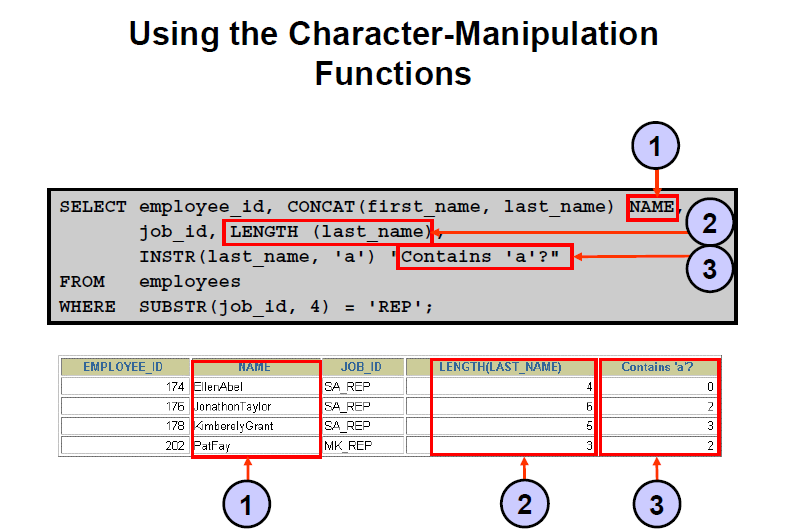 Using the Character-Manipulation
Functions
1
SELECT employee_id, CONCAT(first_name, last_name) NAME,
2
job_id, LENGTH (last_name),
INSTR(last_name, 'a') "Contains 'a'?"
3
FROM employees
WHERE SUBSTR(job_id, 4) = 'REP';
EMPLOYEE_ID NAME JOB_ID LENGTH(LAST_NAME) Contains 'a'?
174 EllenAbel SA_REP 4 0
176 JonathonTaylor SA_REP 6 2
178 KimberelyGrant SA_REP 5 3
202 PatFay MK_REP 3 2
1 2 3